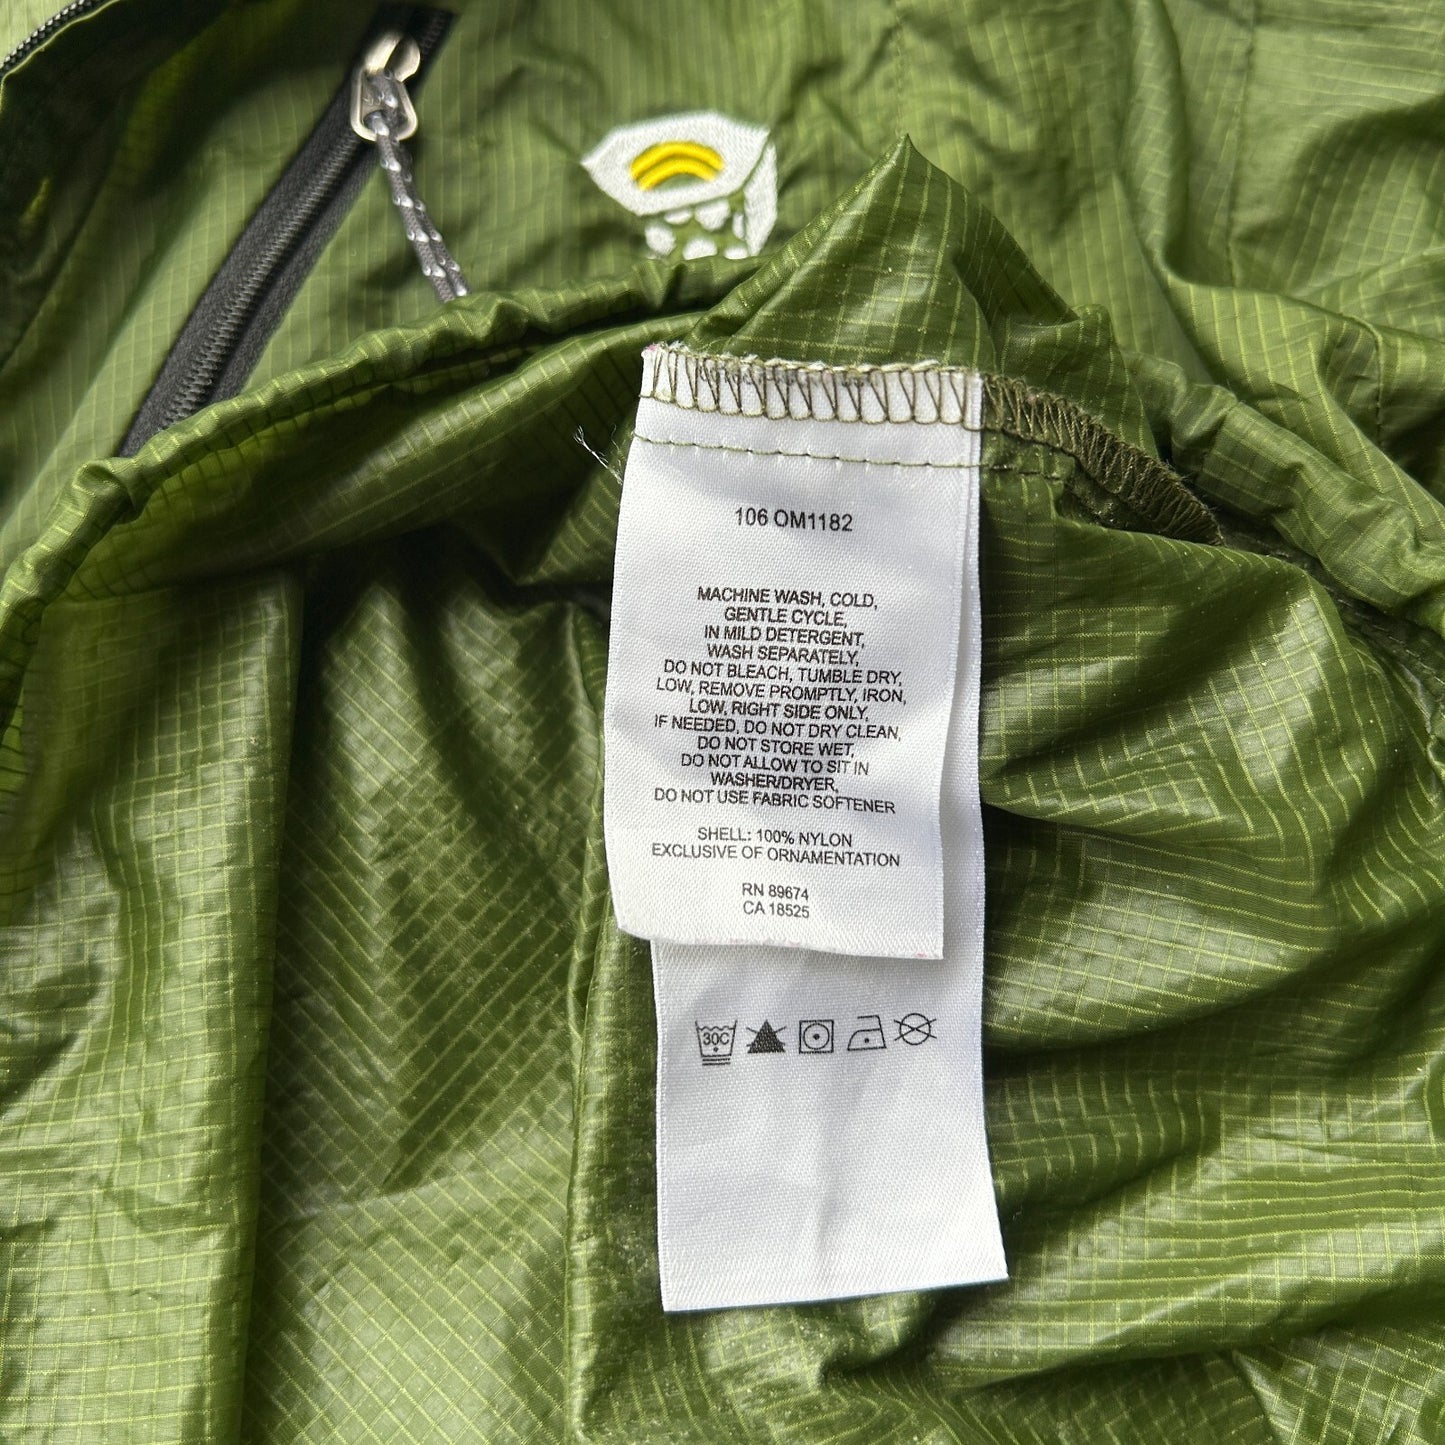 106 OM1182
MACHINE WASH, COLD,
GENTLE CYCLE,
IN MILD DETERGENT,
WASH SEPARATELY,
DO NOT BLEACH, TUMBLE DRY,
LOW, REMOVE PROMPTLY, IRON,
LOW, RIGHT SIDE ONLY,
IF NEEDED, DO NOT DRY CLEAN,
DO NOT STORE WET,
DO NOT ALLOW TO SIT IN
WASHER/DRYER,
DO NOT USE FABRIC SOFTENER
SHELL: 100% NYLON
EXCLUSIVE OF ORNAMENTATION
RN 89674
CA 18525
30C